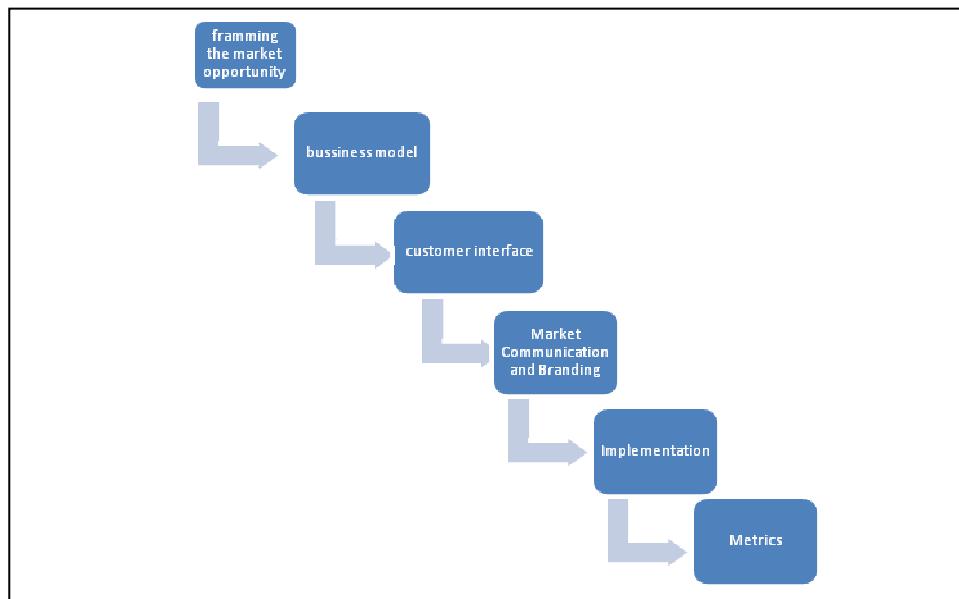 framming
the market
opportunity
bussiness model
customer interface
Market
Communication
and Branding
Implementation
Metrics